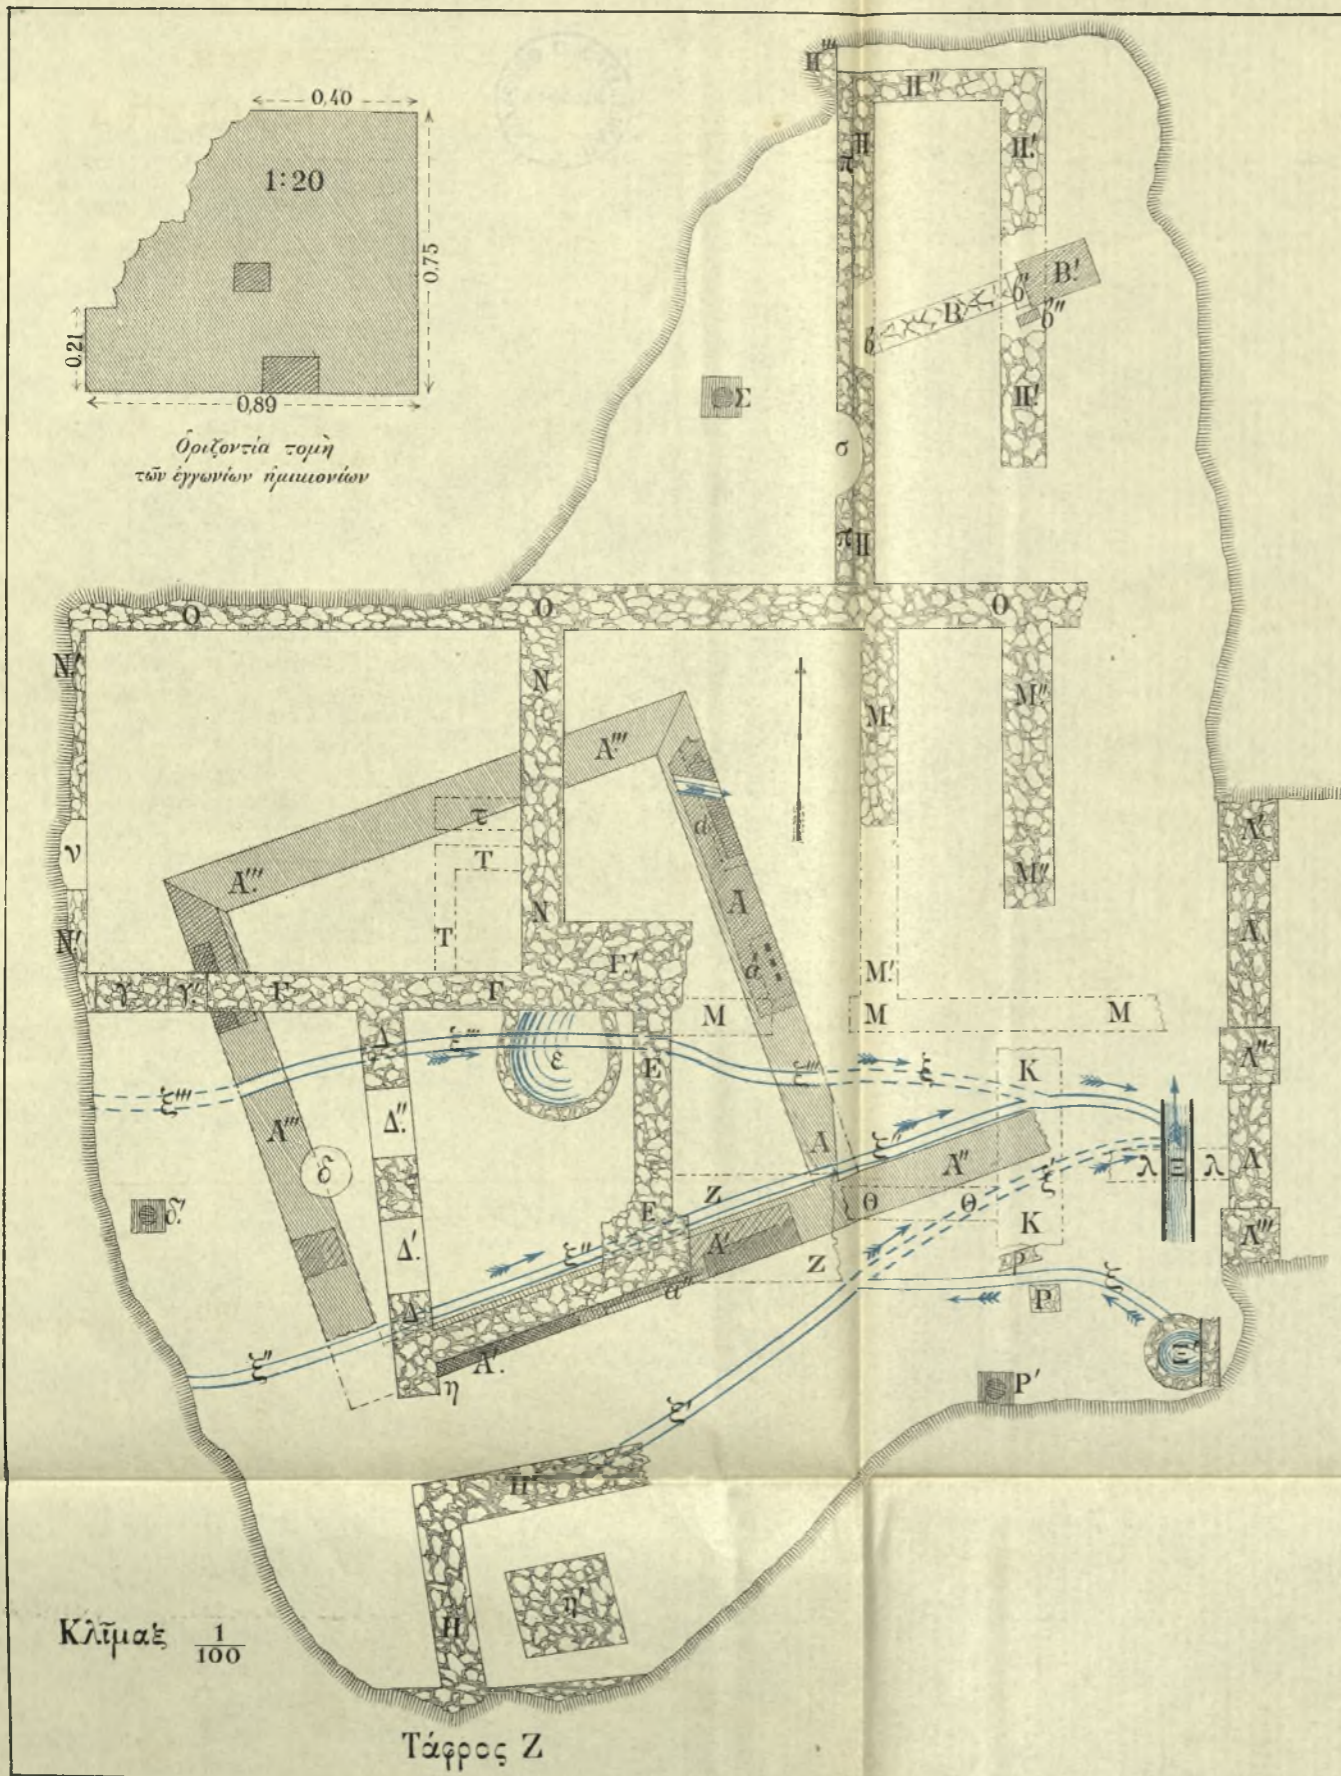 0,40
1:20
0,75
0,21
0,89
Ὁριζοντία τομὴ
τῶν ἐγγωνίων ἡμικιονίων
Π''' Π''
π Π Π'.
Β'.
β'' Β β β''
Σ
Π'.
σ
π Π
Ο Ο Ο
Ν'. Ν
Μ'. Μ''.
Α'''.
τ α
ν Τ
Α'''. Α Μ''. Λ'.
Ν'. Τ Ν Γ'. α' Μ'. Λ
γ γ''. Γ Γ
Μ Μ Μ
Δ ξ''' ε Ε Λ''
ξ''' ξ''' ξ Κ
Δ''. Α'''
δ Α ξ'' Α'' ξ' λ Ξ λ Λ
δ'. Ζ Θ Θ
Δ'. Ε Κ Λ'''
ξ'' Α'. Ζ ρ
α'' Ρ ξ
Δ
ξ'' Α'. Ξ'.
η Ρ'
ξ'
Η'
η'
Η
Κλῖμαξ 1/100
Τάφρος Ζ